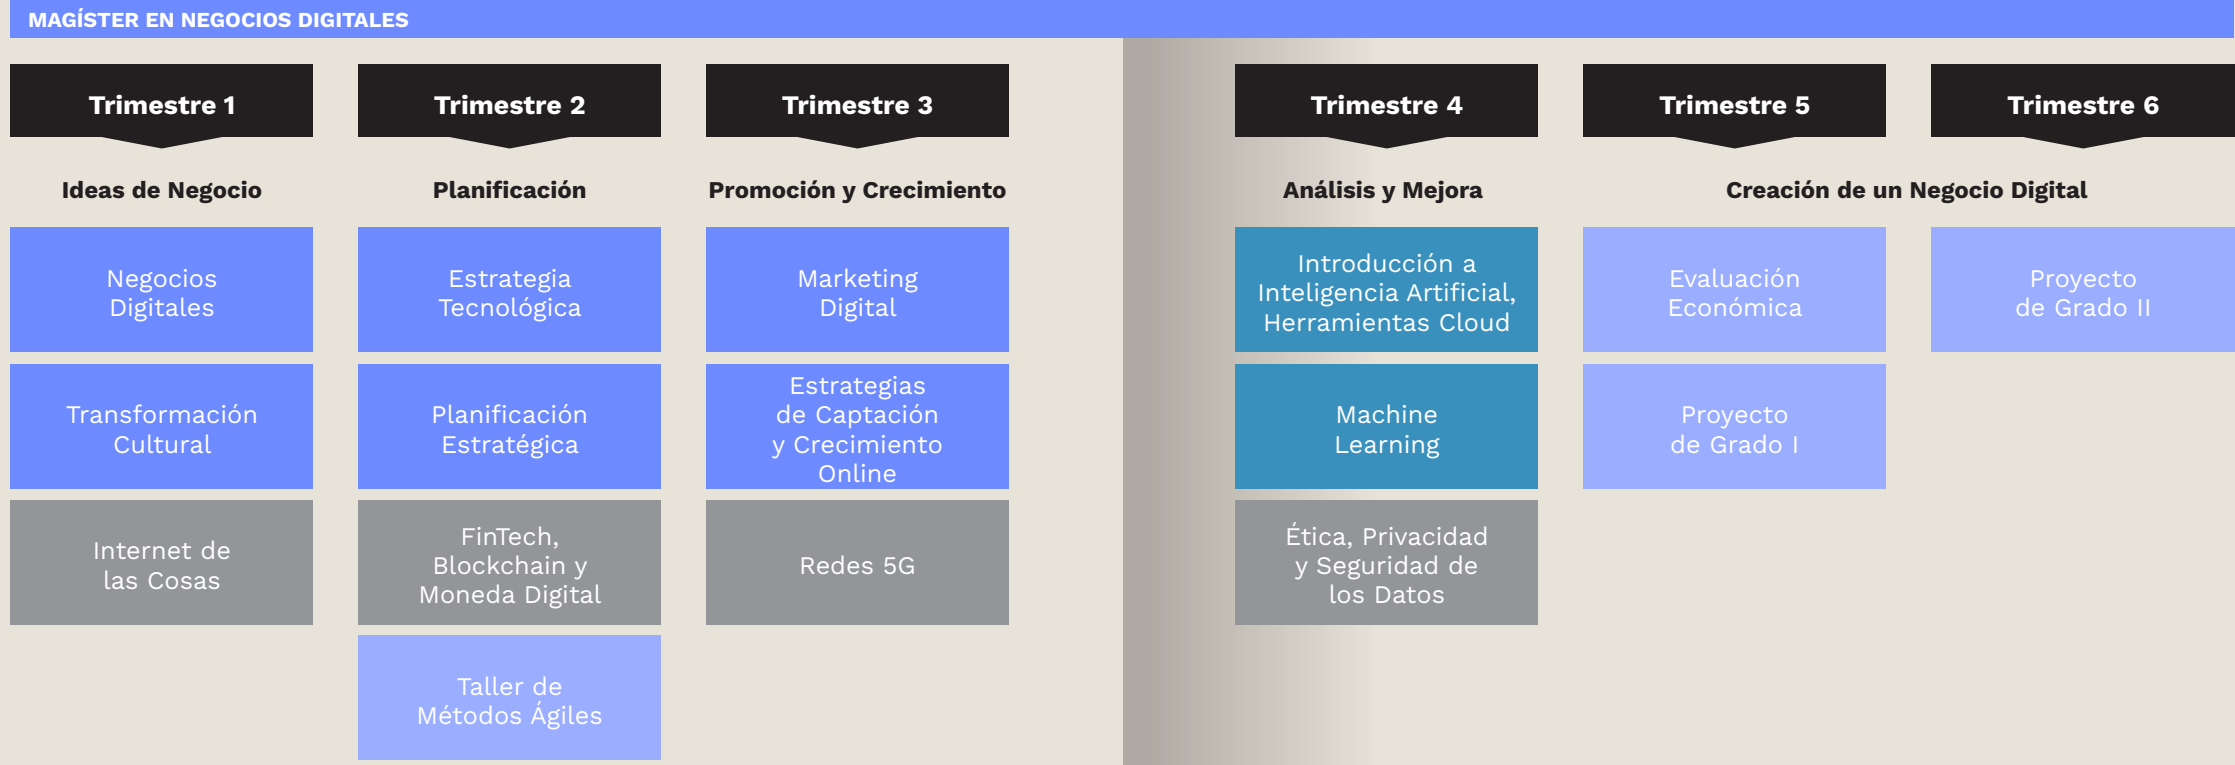 MAGÍSTER EN NEGOCIOS DIGITALES
Trimestre 1
Ideas de Negocio
Negocios
Digitales
Transformación
Cultural
Internet de
las Cosas
Trimestre 2
Planificación
Estrategia
Tecnológica
Planificación
Estratégica
FinTech,
Blockchain y
Moneda Digital
Taller de
Métodos Ágiles
Trimestre 3
Promoción y Crecimiento
Marketing
Digital
Estrategias
de Captación
y Crecimiento
Online
Redes 5G
Trimestre 4
Análisis y Mejora
Introducción a
Inteligencia Artificial,
Herramientas Cloud
Machine
Learning
Ética, Privacidad
y Seguridad de
los Datos
Trimestre 5
Trimestre 6
Creación de un Negocio Digital
Evaluación
Económica
Proyecto
de Grado I
Proyecto
de Grado II